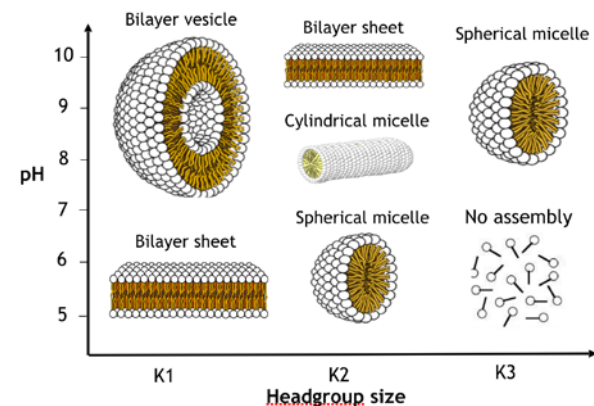 Bilayer vesicle
Bilayer sheet
Spherical micelle
10
9
Cylindrical micelle
8
pH
7
Spherical micelle
No assembly
Bilayer sheet
6
5
K1
K2
K3
Headgroup size